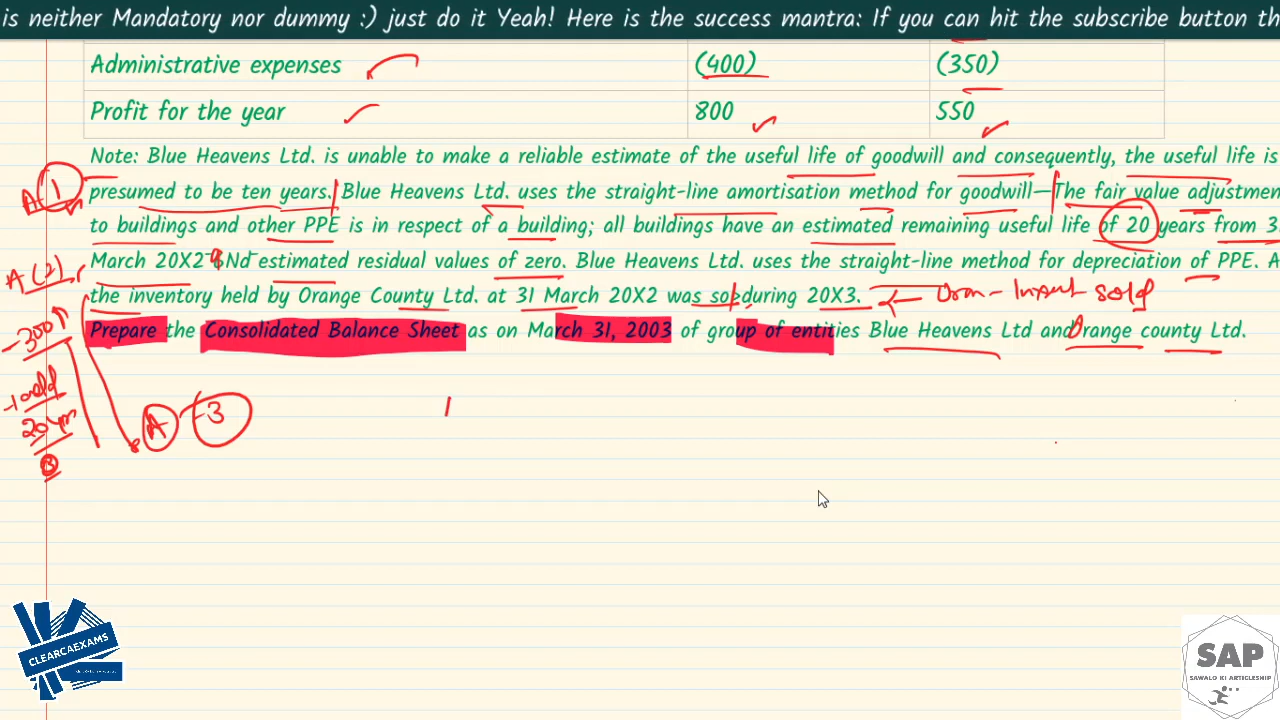 is neither Mandatory nor dummy :) just do it Yeah! Here is the success mantra: If you can hit the subscribe button th
Administrative expenses (400) (350)
Profit for the year 800 550
Note: Blue Heavens Ltd. is unable to make a reliable estimate of the useful life of goodwill and consequently, the useful life is
presumed to be ten years. Blue Heavens Ltd. uses the straight-line amortisation method for goodwill—The fair value adjustmen
to buildings and other PPE is in respect of a building; all buildings have an estimated remaining useful life of 20 years from 3
March 20X2 Nd estimated residual values of zero. Blue Heavens Ltd. uses the straight-line method for depreciation of PPE. A
the inventory held by Orange County Ltd. at 31 March 20X2 was sold during 20X3.
Prepare the Consolidated Balance Sheet as on March 31, 2003 of group of entities Blue Heavens Ltd and Orange county Ltd.
A-1
A(2)
-300
A-3
CLEARCAEXAMS
SAP
SAWALO KI ARTICLESHIP